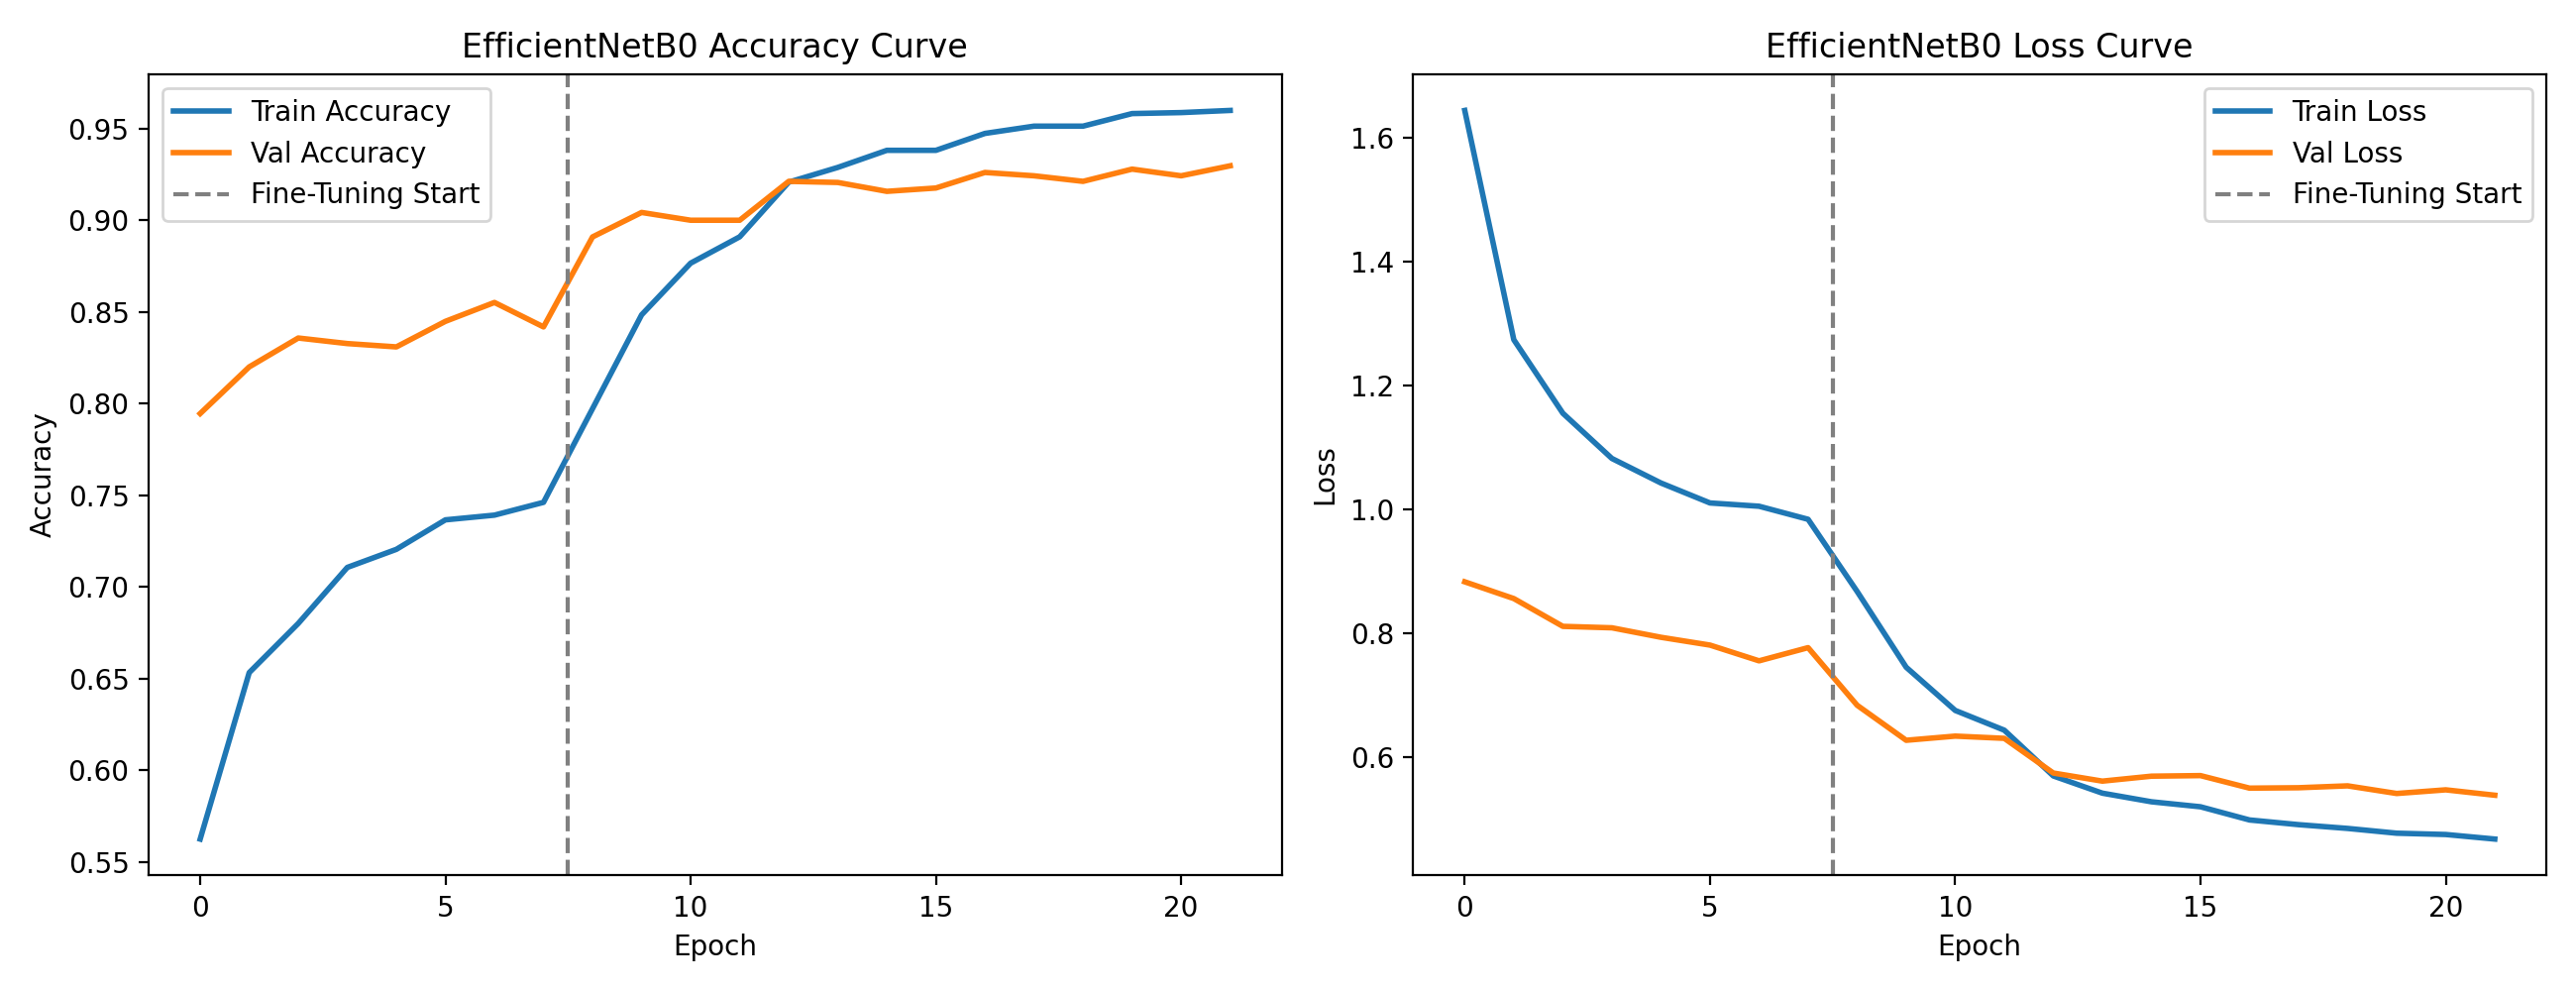 EfficientNetB0 Accuracy Curve
Train Accuracy
Val Accuracy
Fine-Tuning Start
Accuracy
0.95
0.90
0.85
0.80
0.75
0.70
0.65
0.60
0.55
0 5 10 15 20
Epoch
EfficientNetB0 Loss Curve
Train Loss
Val Loss
Fine-Tuning Start
Loss
1.6
1.4
1.2
1.0
0.8
0.6
0 5 10 15 20
Epoch